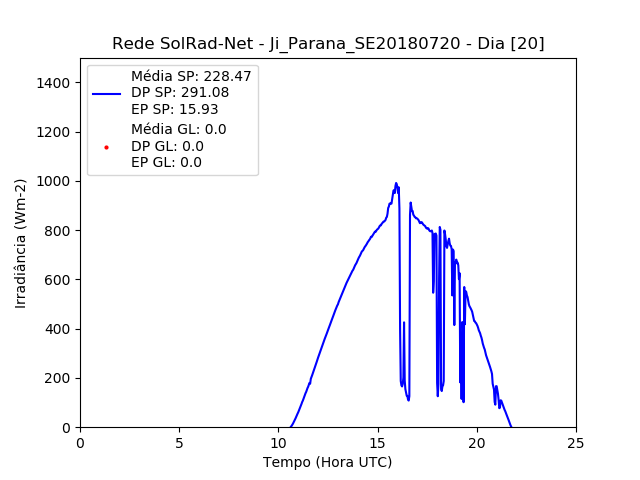 Rede SolRad-Net - Ji_Parana_SE20180720 - Dia [20]
Média SP: 228.47
DP SP: 291.08
EP SP: 15.93
Média GL: 0.0
DP GL: 0.0
EP GL: 0.0
1400
1200
1000
800
600
400
200
0
Irradiância (Wm-2)
0 5 10 15 20 25
Tempo (Hora UTC)